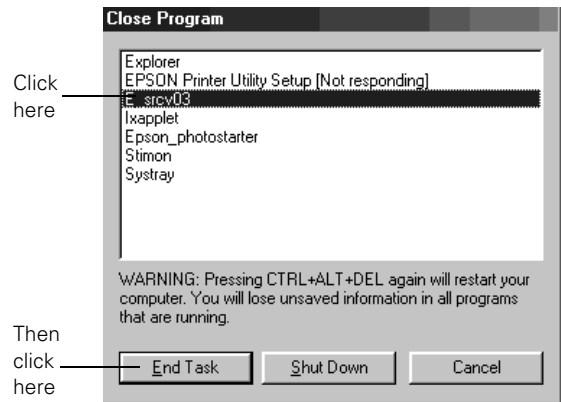 Close Program
Explorer
EPSON Printer Utility Setup [Not responding]
E_srcv03
Ixapplet
Epson_photostarter
Stimon
Systray
Click
here
WARNING: Pressing CTRL+ALT+DEL again will restart your
computer. You will lose unsaved information in all programs
that are running.
Then
click
here
End Task
Shut Down
Cancel